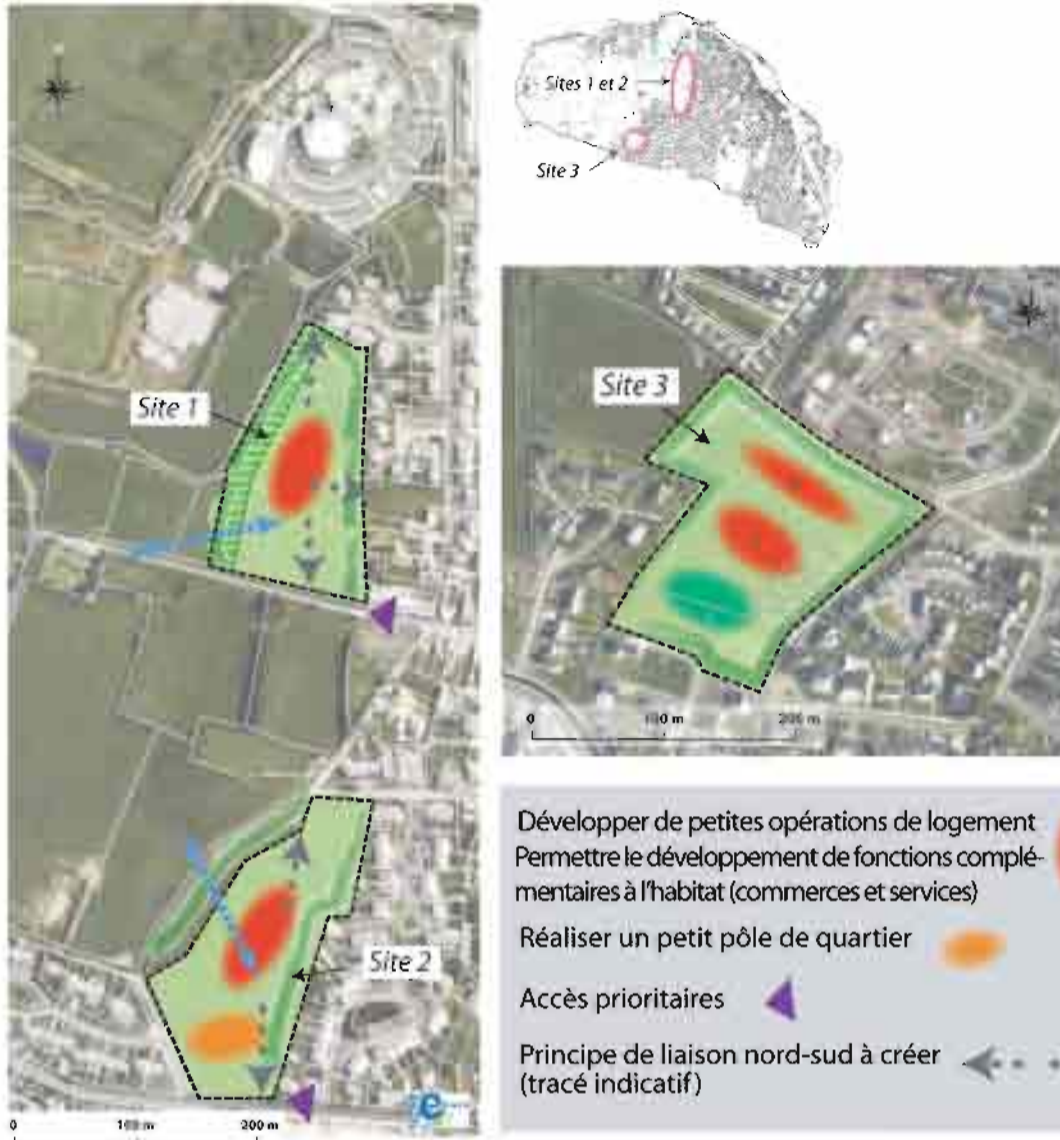 Sites 1 et 2
Site 3
Site 1
Site 2
0 100 m 200 m
Site 3
0 100 m 200 m
Développer de petites opérations de logement
Permettre le développement de fonctions complé-
mentaires à l'habitat (commerces et services)
Réaliser un petit pôle de quartier
Accès prioritaires
Principe de liaison nord-sud à créer
(tracé indicatif)